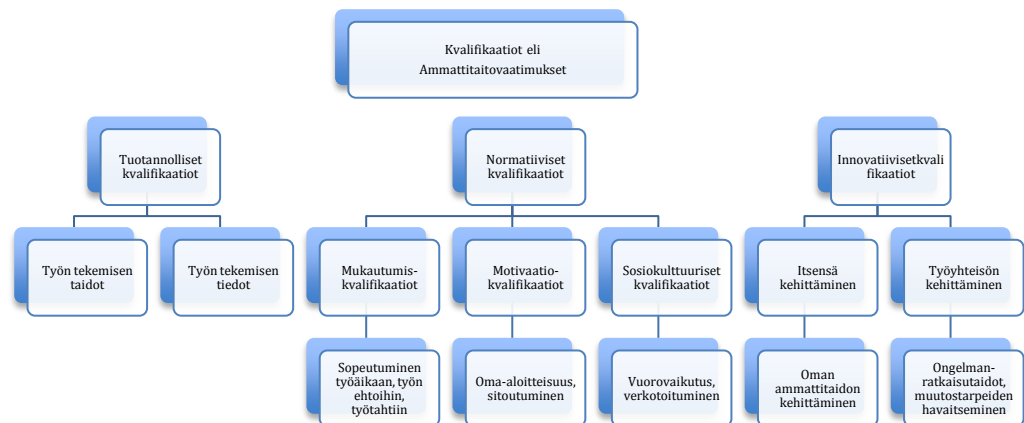 Kvalifikaatiot eli
Ammattitaitovaatimukset
Tuotannolliset
kvalifikaatiot
Normatiiviset
kvalifikaatiot
Innovatiivisetkvali
fikaatiot
Työn tekemisen
taidot
Työn tekemisen
tiedot
Mukautumis-
kvalifikaatiot
Motivaatio-
kvalifikaatiot
Sosiokulttuuriset
kvalifikaatiot
Itsensä
kehittäminen
Työyhteisön
kehittäminen
Sopeutuminen
työäikaan, työn
ehtoihin,
työtahtiin
Oma-aloitteisuus,
sitoutuminen
Vuorovaikutus,
verkotoituminen
Oman
ammattitaidon
kehittäminen
Ongelman-
ratkaisutaidot,
muutostarpeiden
havaitseminen